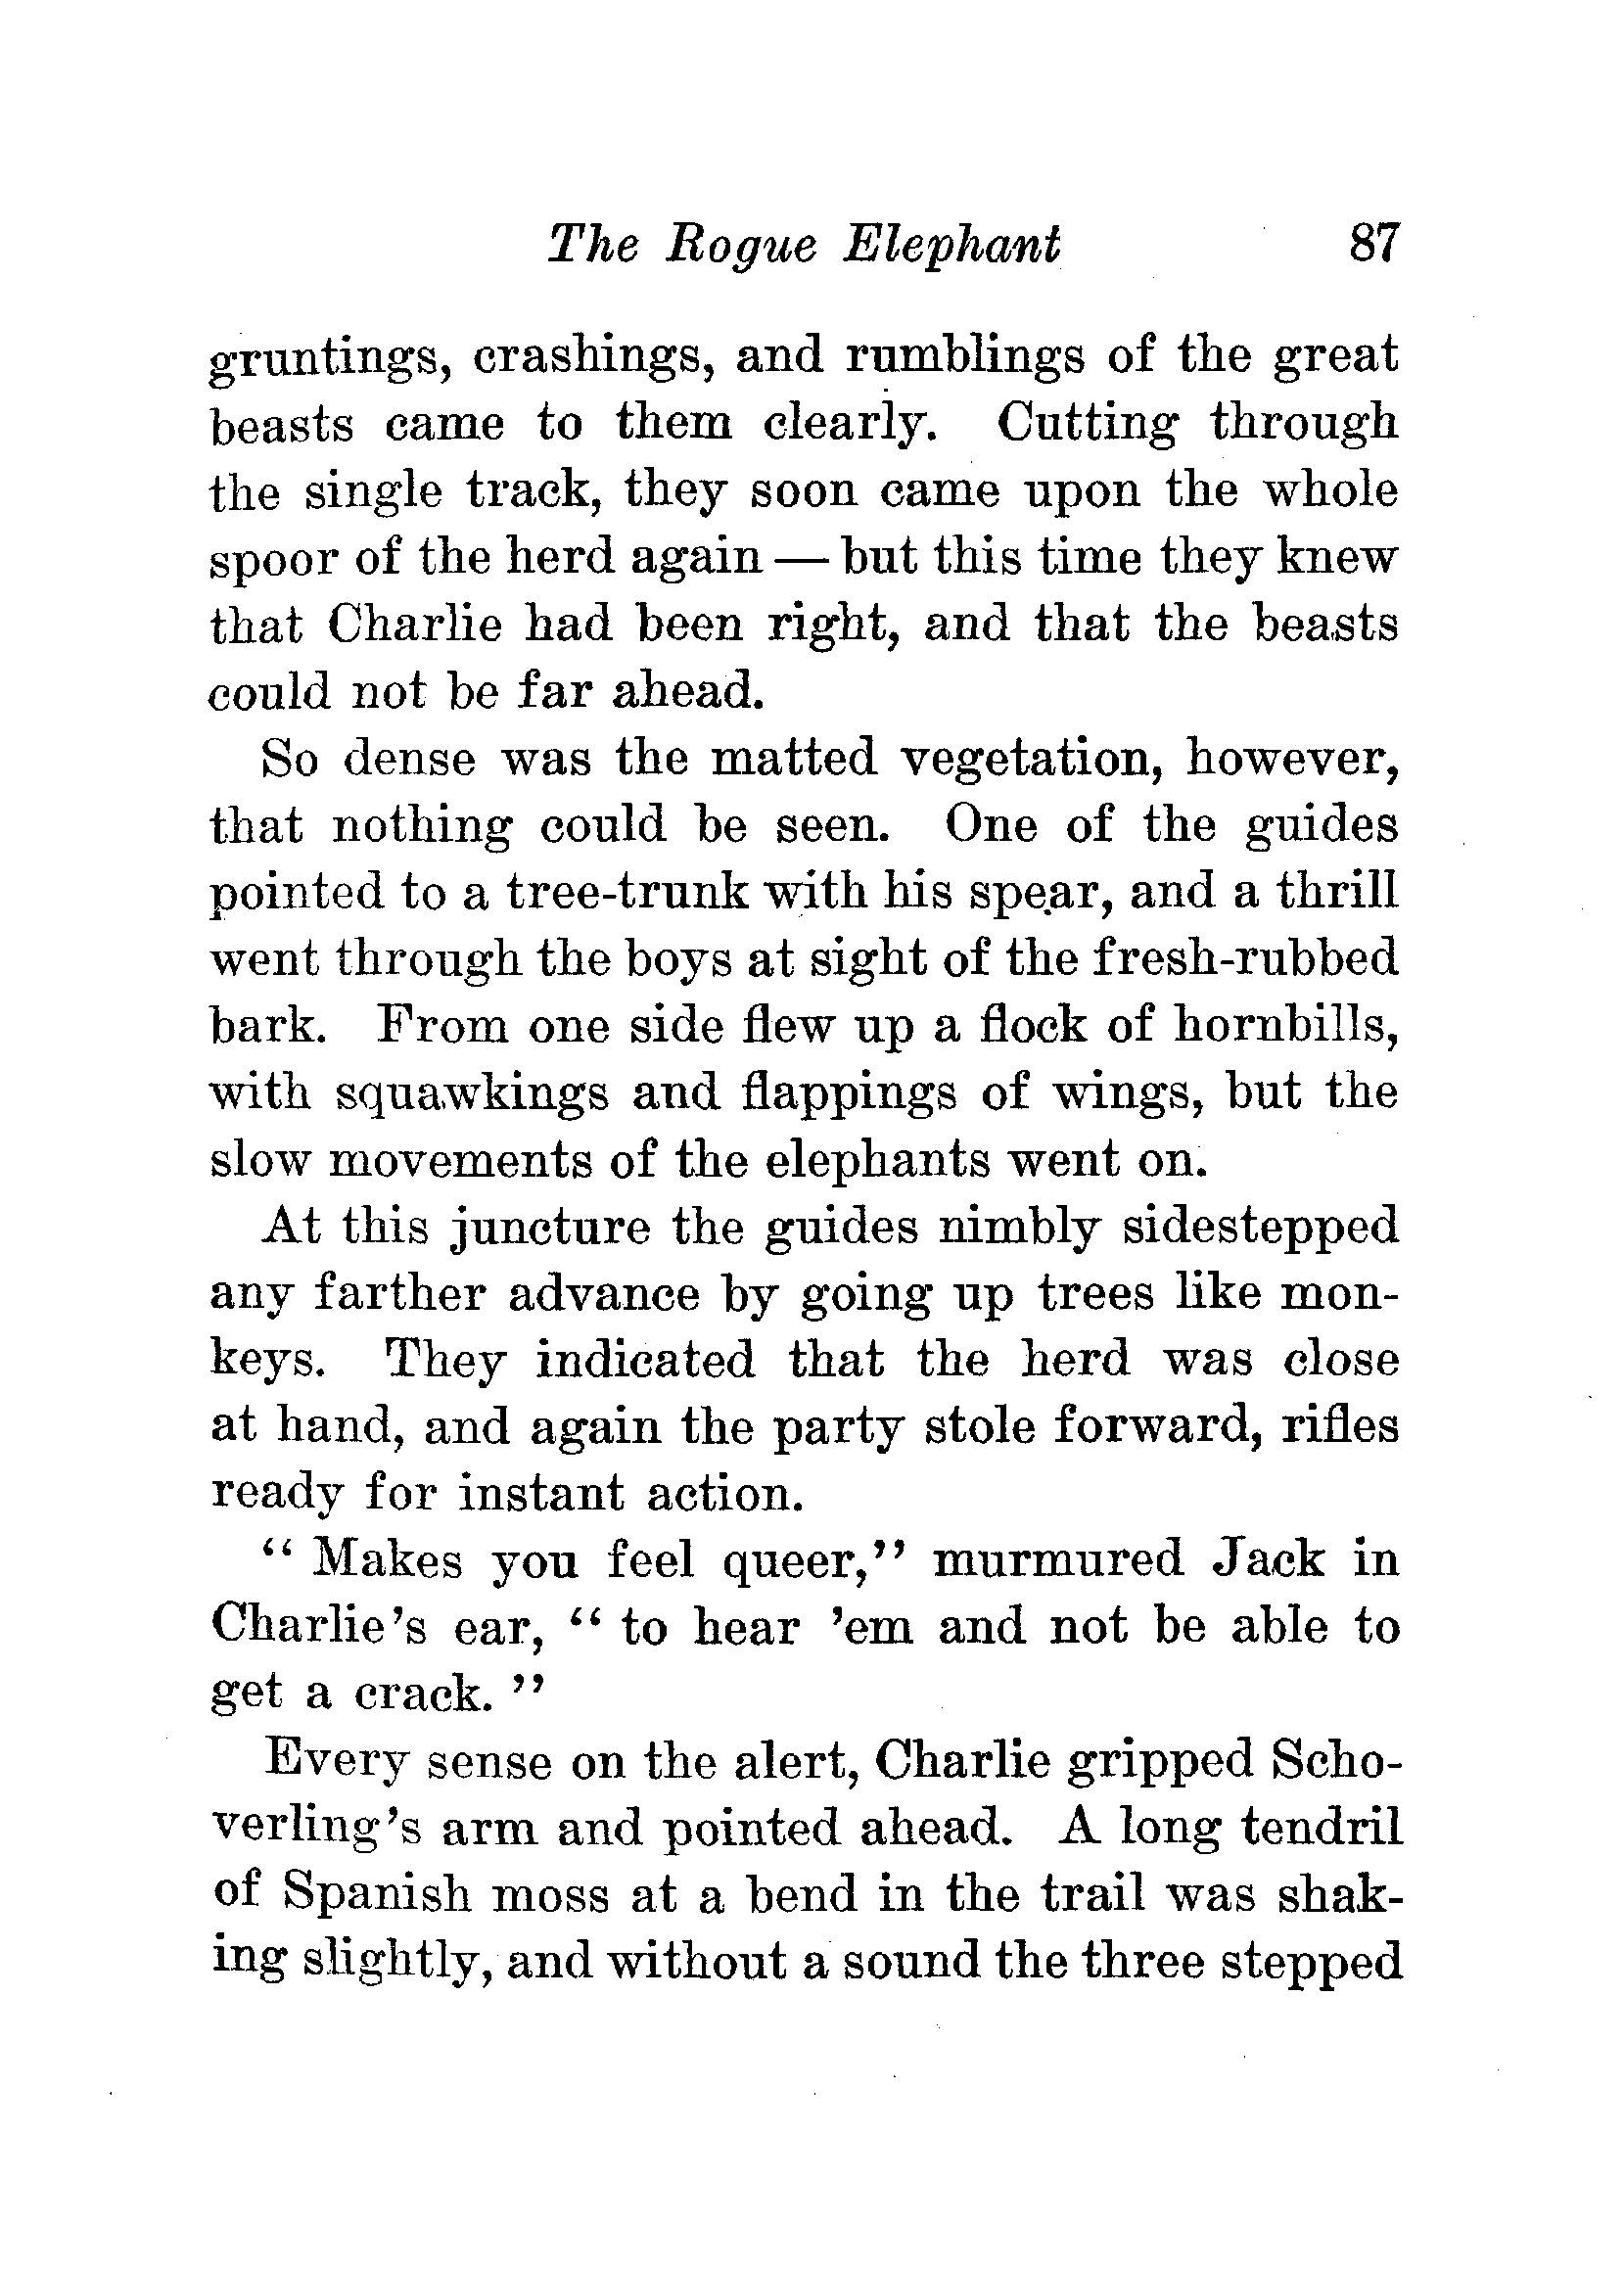 The Rogue Elephant 87
gruntings, crashings, and rumblings of the great
beasts came to them clearly. Cutting through
the single track, they soon came upon the whole
spoor of the herd again — but this time they knew
that Charlie had been right, and that the beasts
could not be far ahead.
So dense was the matted vegetation, however,
that nothing could be seen. One of the guides
pointed to a tree-trunk with his spear, and a thrill
went through the boys at sight of the fresh-rubbed
bark. From one side flew up a flock of hornbills,
with squawkings and flappings of wings, but the
slow movements of the elephants went on.
At this juncture the guides nimbly sidestepped
any farther advance by going up trees like mon-
keys. They indicated that the herd was close
at hand, and again the party stole forward, rifles
ready for instant action.
“ Makes you feel queer,” murmured Jack in
Charlie’s ear, “ to hear ’em and not be able to
get a crack. ”
Every sense on the alert, Charlie gripped Scho-
verling’s arm and pointed ahead. A long tendril
of Spanish moss at a bend in the trail was shak-
ing slightly, and without a sound the three stepped